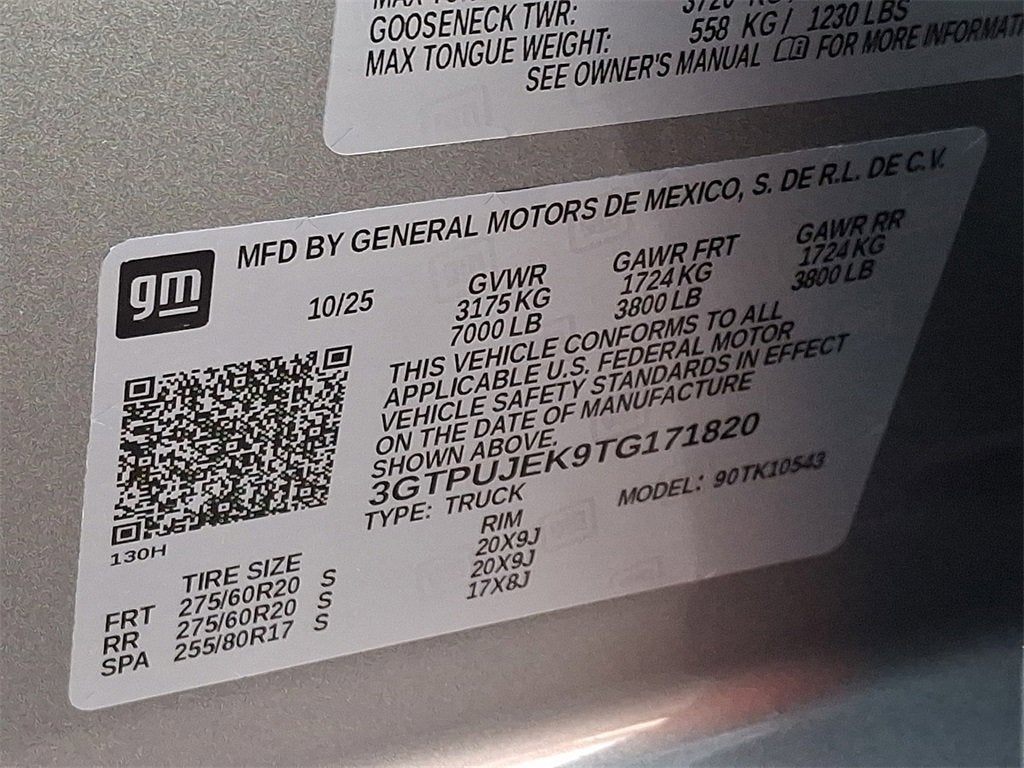 GOOSENECK TWR:
558 KG / 1230 LBS
MAX TONGUE WEIGHT:
SEE OWNER'S MANUAL FOR MORE
MFD BY GENERAL MOTORS DE MEXICO, S. DE R.L. DE C.V.
gm
10/25
GVWR
3175 KG
7000 LB
GAWR FRT
1724 KG
3800 LB
GAWR RR
1724 KG
3800 LB
THIS VEHICLE CONFORMS TO ALL
APPLICABLE U.S. FEDERAL MOTOR
VEHICLE SAFETY STANDARDS IN EFFECT
ON THE DATE OF MANUFACTURE
SHOWN ABOVE.
3GTPUJEK9TG171820
TYPE: TRUCK
MODEL: 90TK10543
130H
TIRE SIZE RIM
FRT 275/60R20 S 20X9J
RR 275/60R20 S 20X9J
SPA 255/80R17 S 17X8J